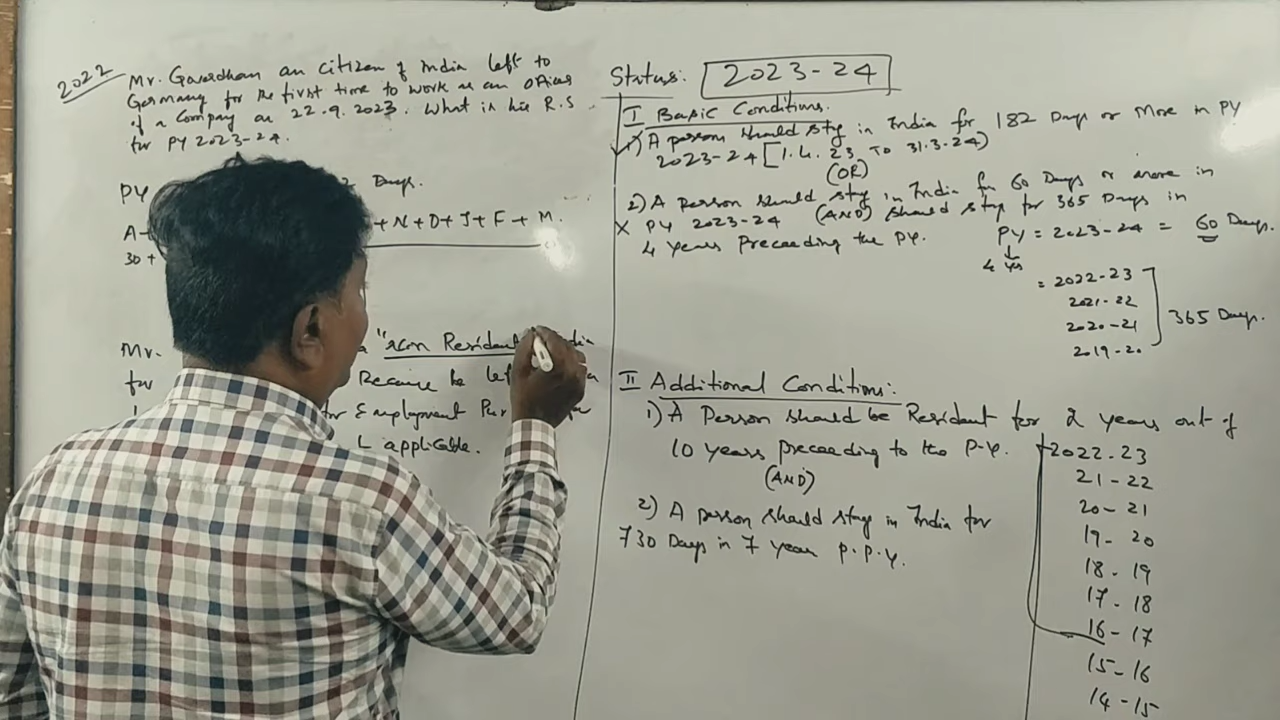 2022
Mr. Govardhan an citizen of India left to
Germany for the first time to work as an officer
of a Company on 22.9.2023. What is his R.S
for PY 2023-24.
PY Days.
A + N + D + J + F + M.
30 +
Mr. "Non Resident"
for Because he left
for Employment
applicable.
Status: 2023-24
I Basic Conditions.
1) A person should stay in India for 182 Days or More in PY
2023-24 [1.4.23 To 31.3.24)
(OR)
2) A person should stay in India for 60 Days or more in
X PY 2023-24 (AND) should stay for 365 Days in
4 years Preceeding the PY.
PY = 2023-24 = 60 Days.
4 yrs
= 2022-23
2021-22
2020-21
2019-20
365 Days.
II Additional Conditions:
1) A Person should be Resident for 2 years out of
10 years preceeding to the P.Y.
(AND)
2) A person should stay in India for
730 Days in 7 year P.P.Y.
2022-23
21-22
20-21
19-20
18-19
17-18
16-17
15-16
14-15